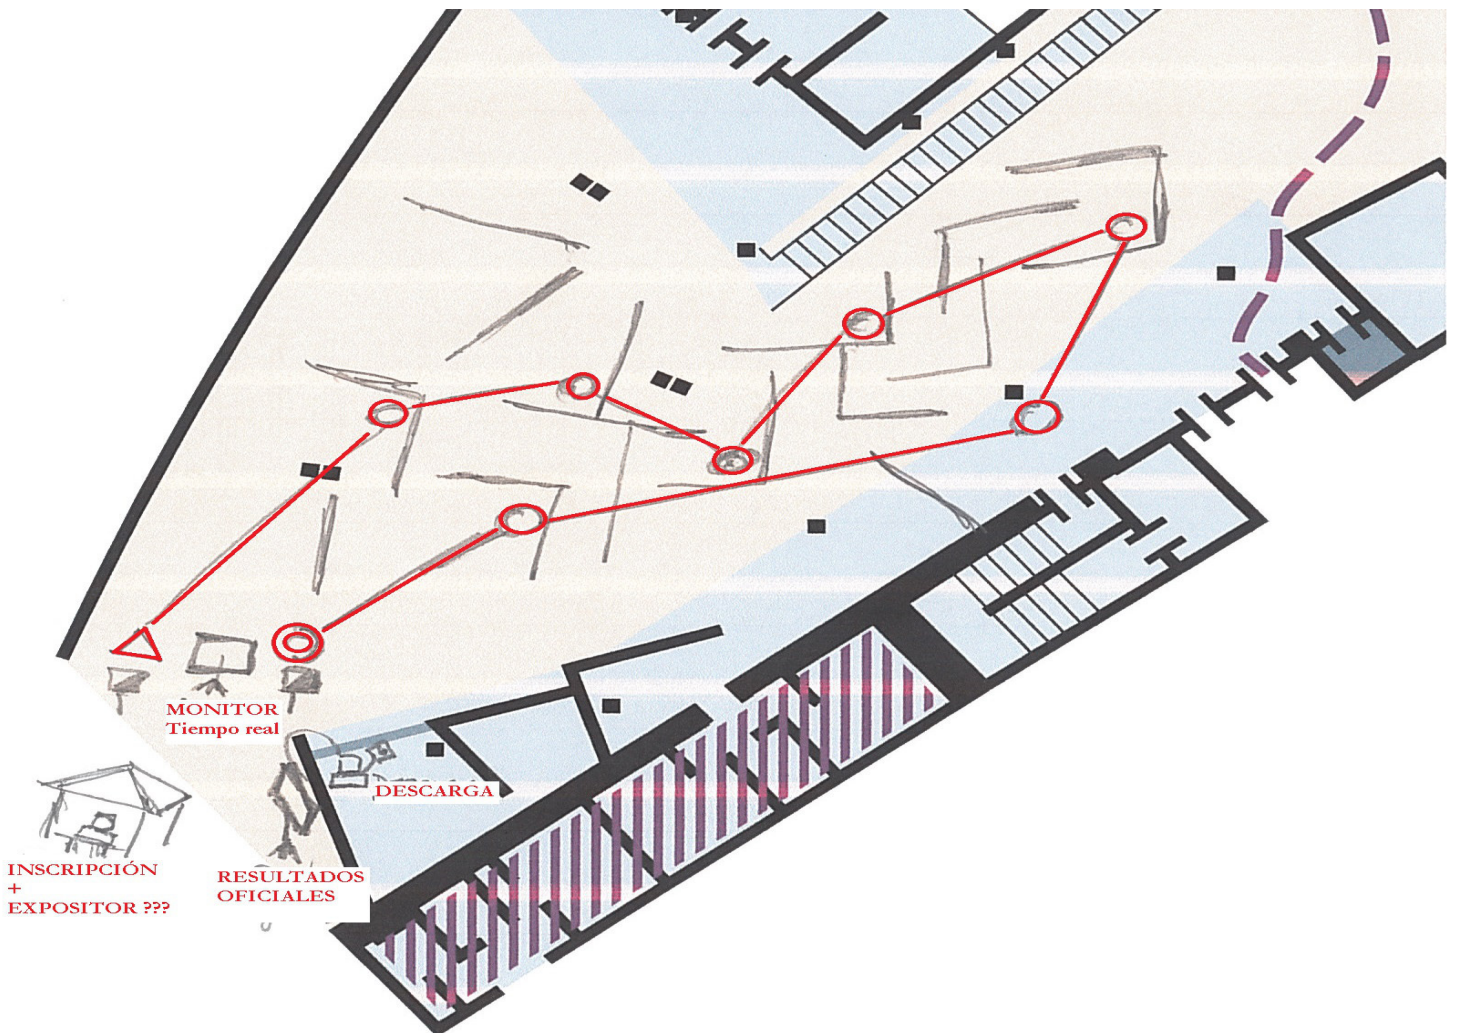 MONITOR
Tiempo real
DESCARGA
INSCRIPCIÓN
+
EXPOSITOR ???
RESULTADOS
OFICIALES